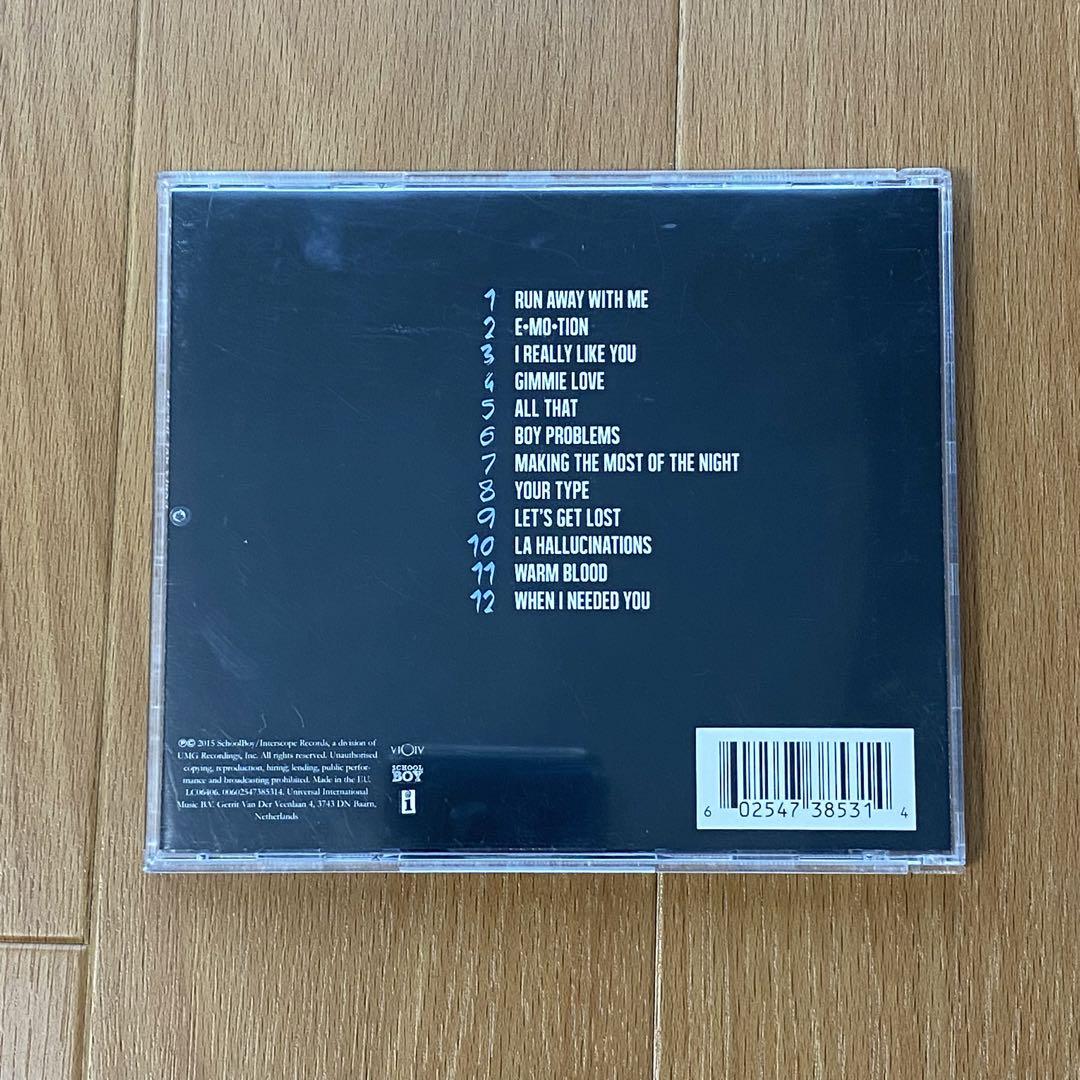 1 RUN AWAY WITH ME
2 E•MO•TION
3 I REALLY LIKE YOU
4 GIMMIE LOVE
5 ALL THAT
6 BOY PROBLEMS
7 MAKING THE MOST OF THE NIGHT
8 YOUR TYPE
9 LET'S GET LOST
10 LA HALLUCINATIONS
11 WARM BLOOD
12 WHEN I NEEDED YOU
℗© 2015 SchoolBoy/Interscope Records, a division of
UMG Recordings, Inc. All rights reserved. Unauthorised
copying, reproduction, hiring, lending, public perfor-
mance and broadcasting prohibited. Made in the E.U.
LC06406. 00602547385314. Universal International
Music B.V. Gerrit Van Der Veenlaan 4, 3743 DN Baarn,
Netherlands
SCHOOL
BOY
i
6 02547 38531 4